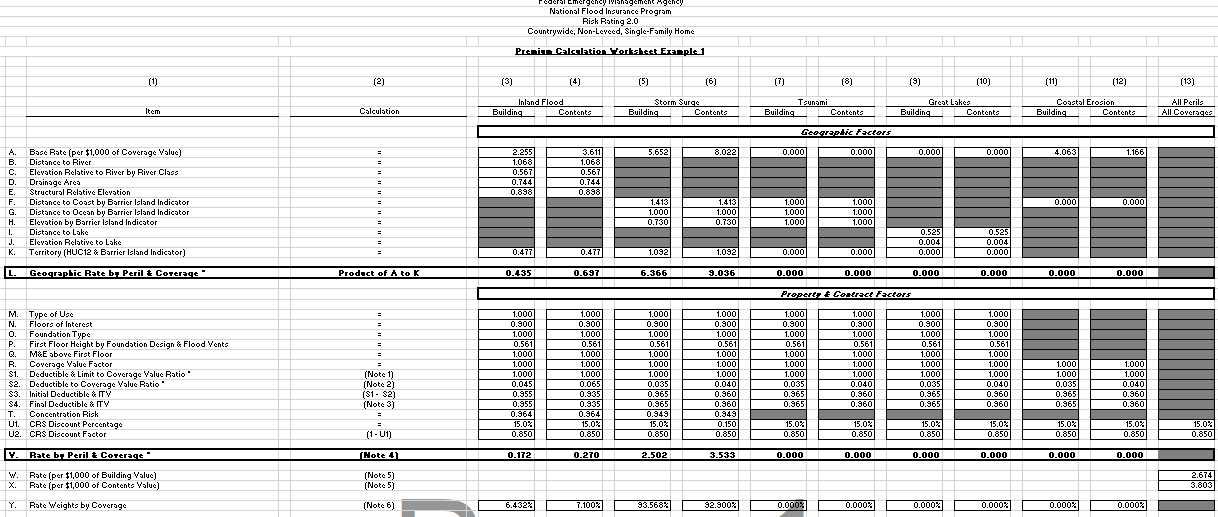 Federal Emergency Management Agency
National Flood Insurance Program
Risk Rating 2.0
Countrywide, Non-Leveed, Single-Family Home
Premium Calculation Worksheet Example 1
(1) (2) (3) (4) (5) (6) (7) (8) (9) (10) (11) (12) (13)
Inland Flood Storm Surge Tsunami Great Lakes Coastal Erosion All Perils
Item Calculation Building Contents Building Contents Building Contents Building Contents Building Contents All Coverages
Geographic Factors
A. Base Rate (per $1,000 of Coverage Value) = 2.255 3.611 5.652 8.022 0.000 0.000 0.000 0.000 4.063 1.166
B. Distance to River = 1.068 1.068
C. Elevation Relative to River by River Class = 0.567 0.567
D. Drainage Area = 0.744 0.744
E. Structural Relative Elevation = 0.898 0.898
F. Distance to Coast by Barrier Island Indicator = 1.413 1.413 1.000 1.000 0.000 0.000
G. Distance to Ocean by Barrier Island Indicator = 1.000 1.000 1.000 1.000
H. Elevation by Barrier Island Indicator = 0.730 0.730 1.000 1.000
I. Distance to Lake = 0.525 0.525
J. Elevation Relative to Lake = 0.004 0.004
K. Territory (HUC12 & Barrier Island Indicator) = 0.477 0.477 1.092 1.092 0.000 0.000 0.000 0.000 0.000 0.000
L. Geographic Rate by Peril & Coverage * Product of A to K 0.435 0.697 6.366 9.036 0.000 0.000 0.000 0.000 0.000 0.000
Property & Contract Factors
M. Type of Use = 1.000 1.000 1.000 1.000 1.000 1.000 1.000 1.000
N. Floors of Interest = 0.900 0.900 0.900 0.900 0.900 0.900 0.900 0.900
O. Foundation Type = 1.000 1.000 1.000 1.000 1.000 1.000 1.000 1.000
P. First Floor Height by Foundation Design & Flood Vents = 0.561 0.561 0.561 0.561 0.561 0.561 0.561 0.561
Q. M&E above First Floor = 1.000 1.000 1.000 1.000 1.000 1.000 1.000 1.000
R. Coverage Value Factor = 1.000 1.000 1.000 1.000 1.000 1.000 1.000 1.000 1.000 1.000
S1. Deductible & Limit to Coverage Value Ratio * (Note 1) 1.000 1.000 1.000 1.000 1.000 1.000 1.000 1.000 1.000 1.000
S2. Deductible to Coverage Value Ratio * (Note 2) 0.045 0.065 0.035 0.040 0.035 0.040 0.035 0.040 0.035 0.040
S3. Initial Deductible & ITV (S1 - S2) 0.955 0.935 0.965 0.960 0.965 0.960 0.965 0.960 0.965 0.960
S4. Final Deductible & ITV (Note 3) 0.955 0.935 0.965 0.960 0.965 0.960 0.965 0.960 0.965 0.960
T. Concentration Risk = 0.964 0.964 0.949 0.949
U1. CRS Discount Percentage = 15.0% 15.0% 15.0% 0.150 15.0% 15.0% 15.0% 15.0% 15.0% 15.0% 15.0%
U2. CRS Discount Factor (1 - U1) 0.850 0.850 0.850 0.850 0.850 0.850 0.850 0.850 0.850 0.850 0.850
V. Rate by Peril & Coverage * (Note 4) 0.172 0.270 2.502 3.533 0.000 0.000 0.000 0.000 0.000 0.000
W. Rate (per $1,000 of Building Value) (Note 5) 2.674
X. Rate (per $1,000 of Contents Value) (Note 5) 3.803
Y. Rate Weights by Coverage (Note 6) 6.432% 7.100% 93.568% 92.900% 0.000% 0.000% 0.000% 0.000% 0.000% 0.000%